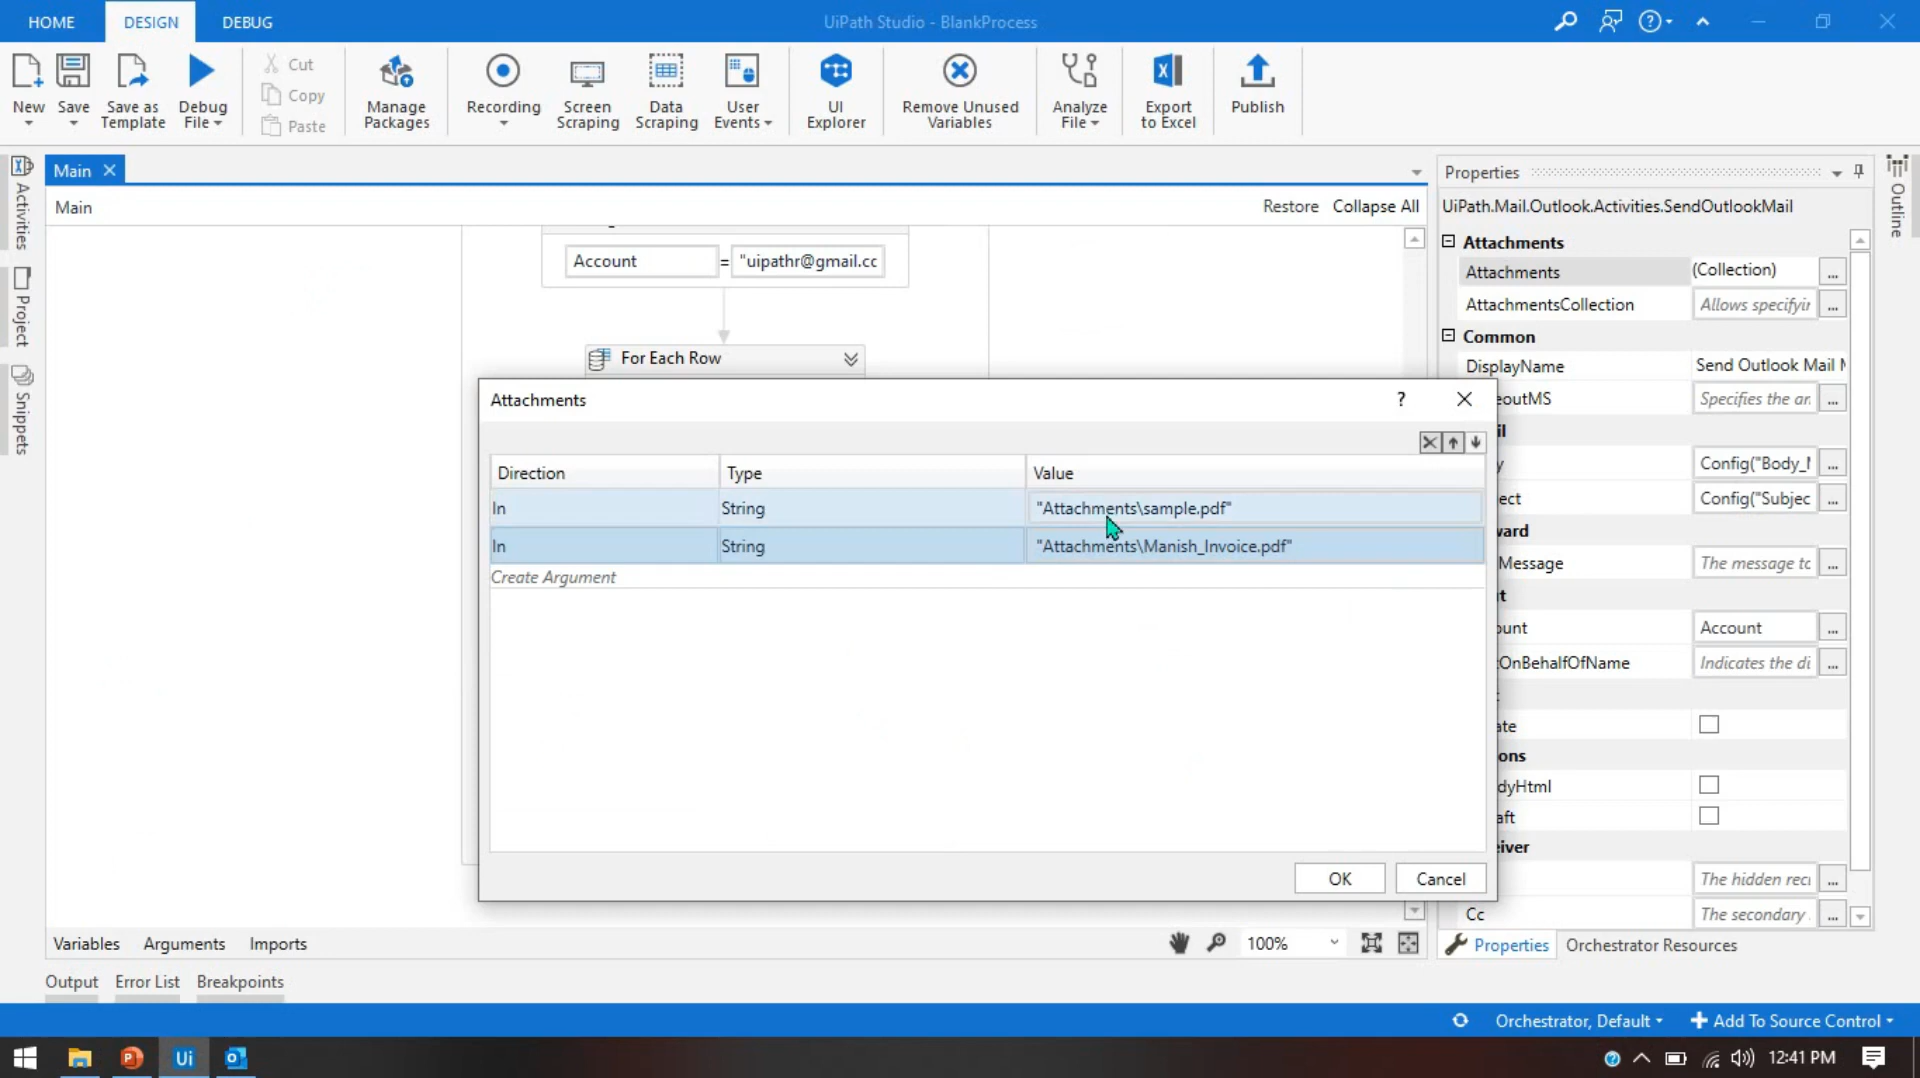 HOME DESIGN DEBUG UiPath Studio - BlankProcess
New Save Save as Template Debug File Cut Copy Paste Manage Packages Recording Screen Scraping Data Scraping User Events UI Explorer Remove Unused Variables Analyze File Export to Excel Publish
Main
Main Restore Collapse All
Activities
Project
Snippets
Account = "uipathr@gmail.cc
For Each Row
Attachments ?
Direction Type Value
In String "Attachments\sample.pdf"
In String "Attachments\Manish_Invoice.pdf"
Create Argument
OK Cancel
Properties
UiPath.Mail.Outlook.Activities.SendOutlookMail
Attachments
Attachments (Collection) ...
AttachmentsCollection Allows specifyir ...
Common
DisplayName Send Outlook Mail
eoutMS Specifies the ar ...
il
y Config("Body_ ...
ect Config("Subjec ...
ward
Message The message tc ...
t
ount Account ...
tOnBehalfOfName Indicates the di ...
ate
ons
dyHtml
aft
eiver
The hidden reci ...
Cc The secondary ...
Outline
Variables Arguments Imports 100%
Properties Orchestrator Resources
Output Error List Breakpoints
Orchestrator, Default Add To Source Control
Ui 12:41 PM